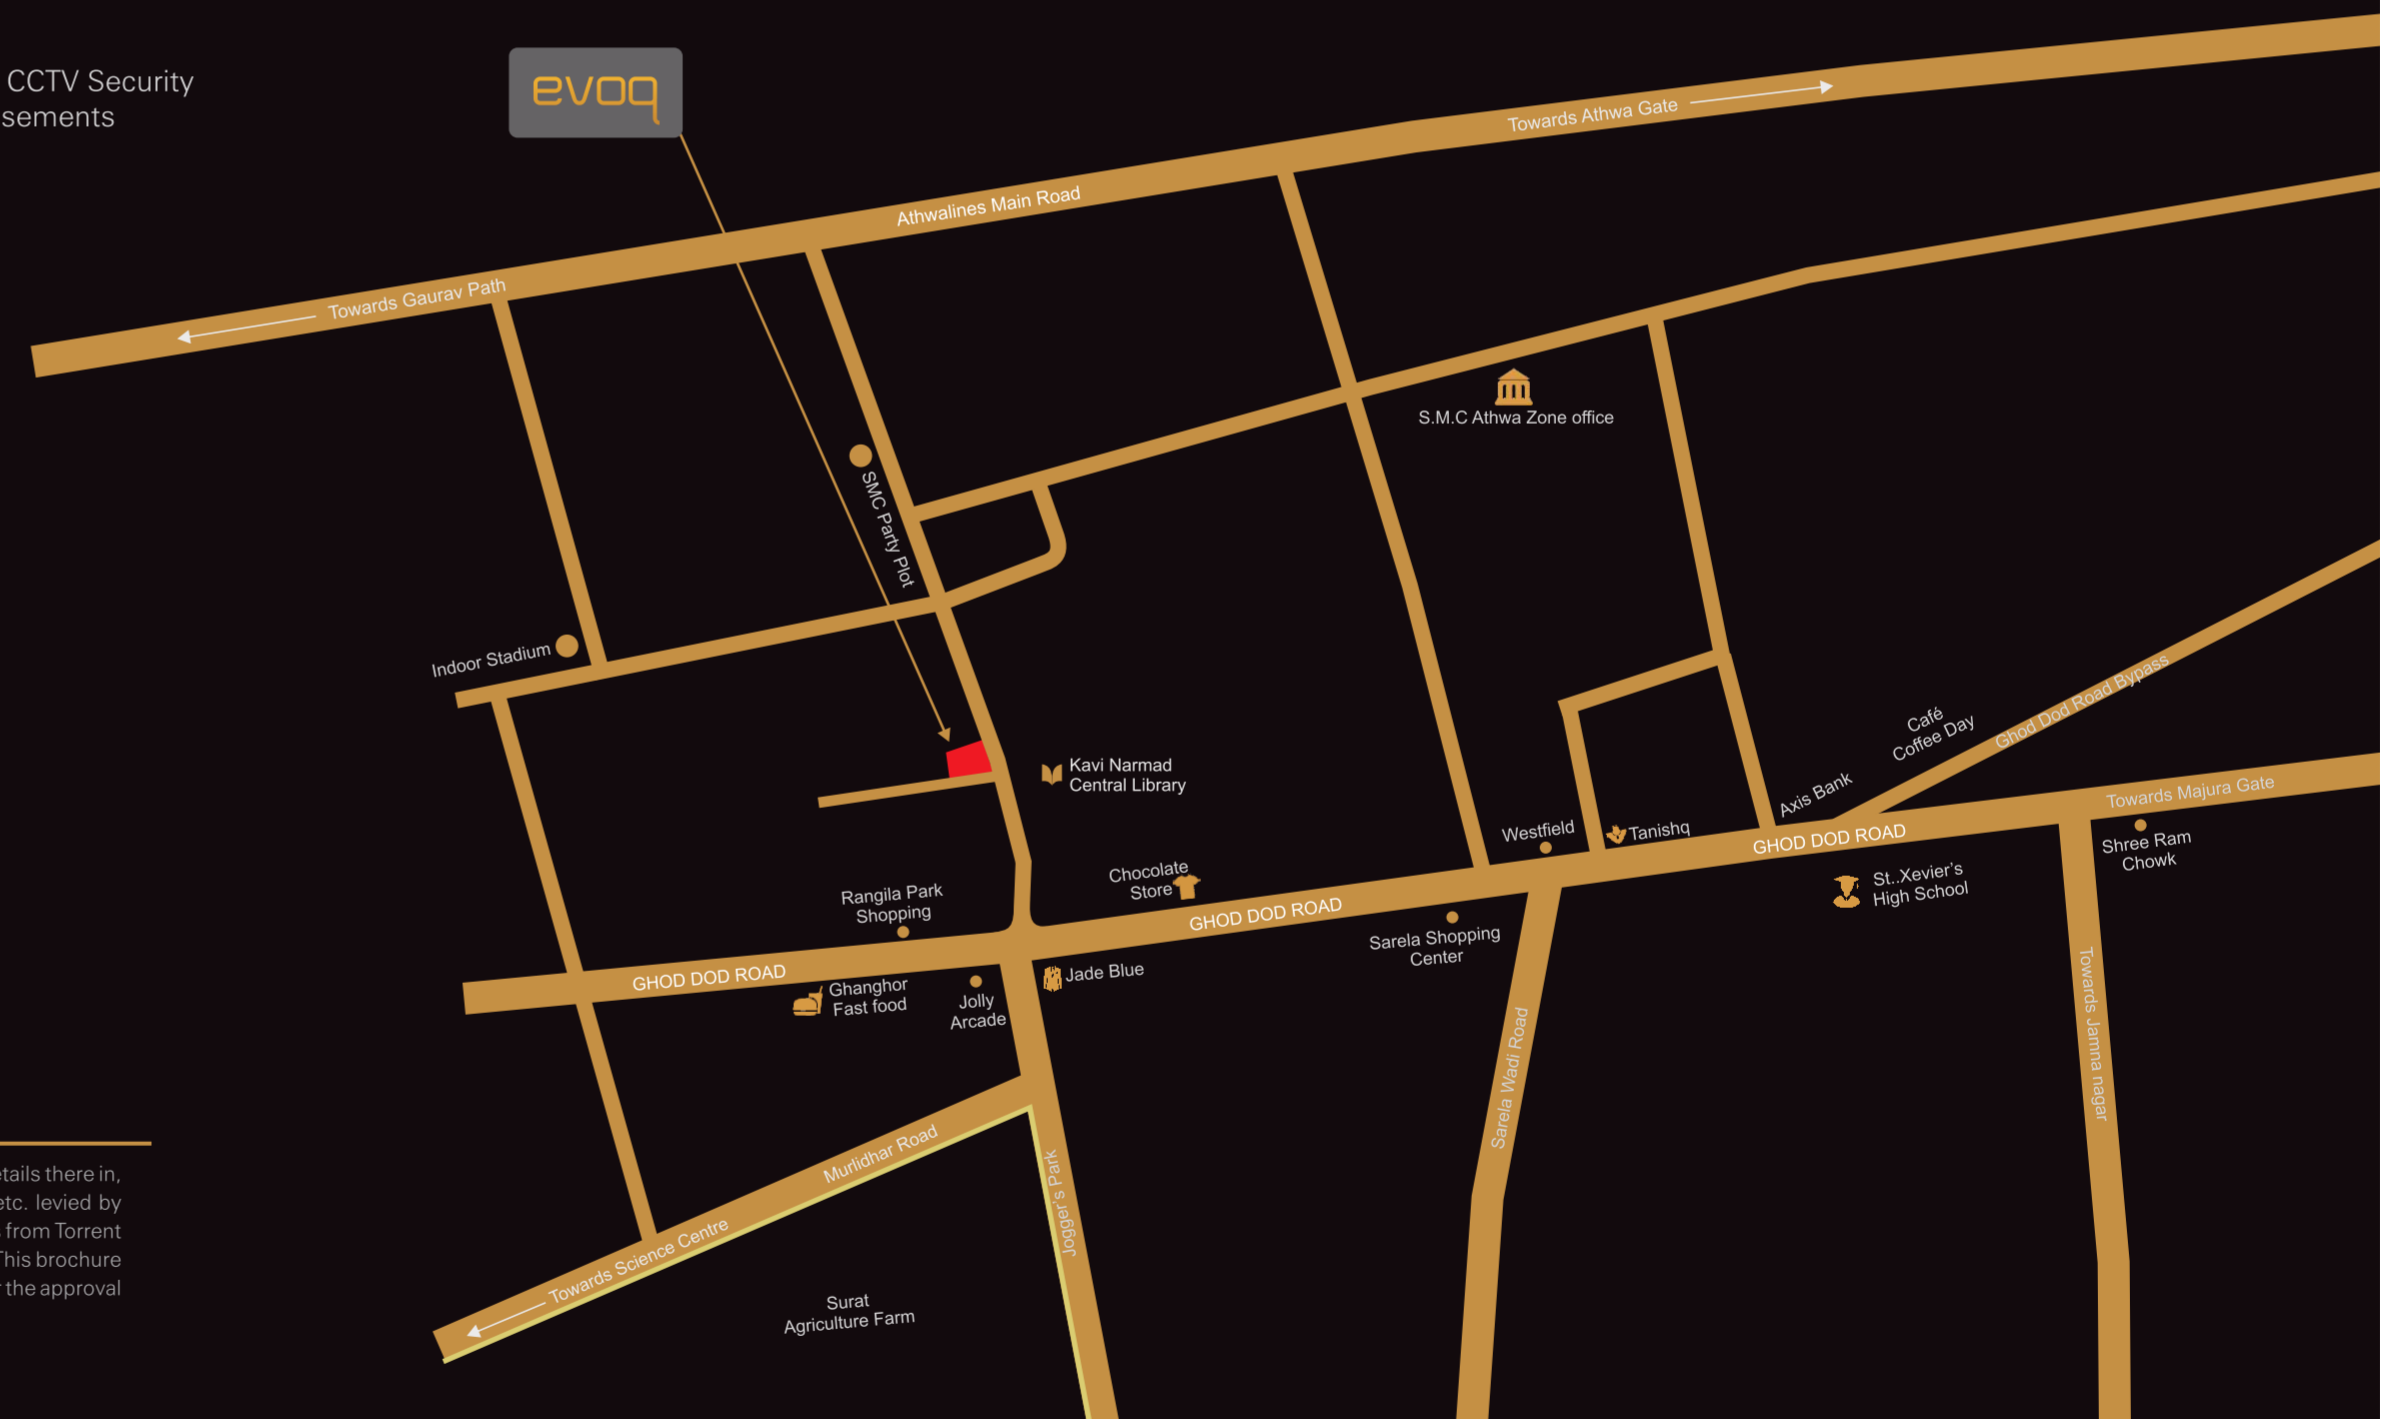 CCTV Security
sements
evoq
Towards Athwa Gate
Athwalines Main Road
Towards Gaurav Path
S.M.C Athwa Zone office
SMC Party Plot
Indoor Stadium
Kavi Narmad
Central Library
Café
Coffee Day
Ghod Dod Road Bypass
Axis Bank
Towards Majura Gate
Westfield
Tanishq
GHOD DOD ROAD
Shree Ram
Chowk
St..Xevier's
High School
Chocolate
Store
Rangila Park
Shopping
GHOD DOD ROAD
Sarela Shopping
Center
GHOD DOD ROAD
Jade Blue
Ghanghor
Fast food
Jolly
Arcade
Sarela Wadi Road
Towards Jamna nagar
Murlidhar Road
Jogger's Park
Towards Science Centre
Surat
Agriculture Farm
etails there in,
etc. levied by
from Torrent
This brochure
the approval